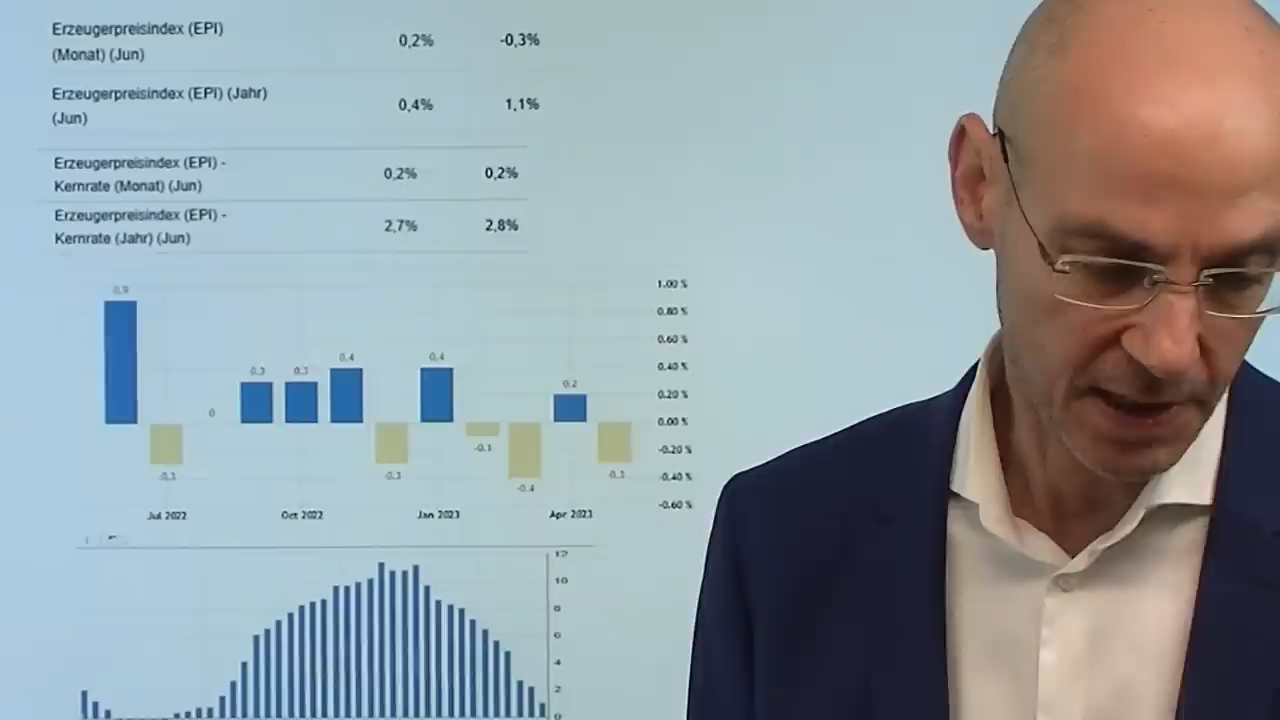 Erzeugerpreisindex (EPI)
(Monat) (Jun)
0,2% -0,3%
Erzeugerpreisindex (EPI) (Jahr)
(Jun)
0,4% 1,1%
Erzeugerpreisindex (EPI) -
Kernrate (Monat) (Jun)
0,2% 0,2%
Erzeugerpreisindex (EPI) -
Kernrate (Jahr) (Jun)
2,7% 2,8%
1.00 %
0.9
0.80 %
0.60 %
0.4 0.4
0.3 0.3 0.40 %
0.2 0.20 %
0 0.00 %
-0.1 -0.20 %
-0.3 -0.3 -0.3 -0.40 %
-0.4
-0.60 %
Jul 2022 Oct 2022 Jan 2023 Apr 2023
12
10
8
6
4
2
0